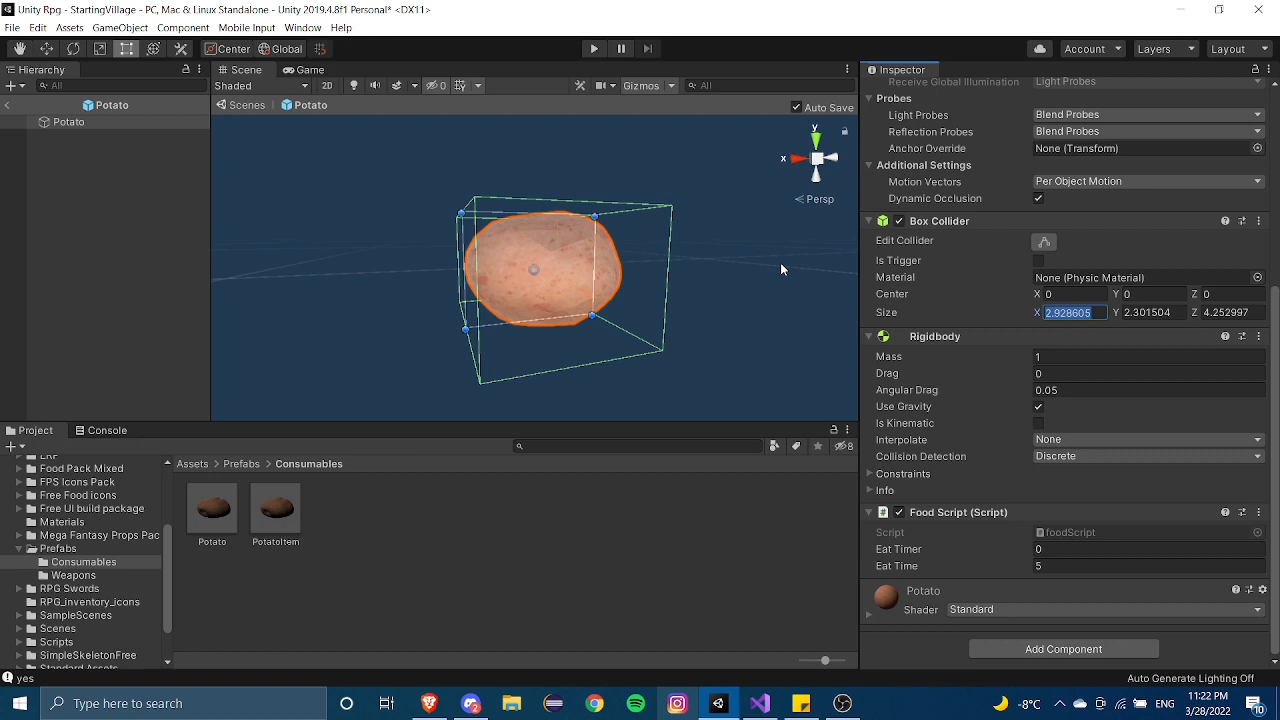 Unity Rpg - StartingVillage - PC, Mac & Linux Standalone - Unity 2019.4.8f1 Personal* <DX11>
File Edit Assets GameObject Component Mobile Input Window Help
Center Global Account Layers Layout
Hierarchy Scene Game Inspector
All Shaded 2D 0 Gizmos All Receive Global Illumination Light Probes
Potato Scenes Potato Auto Save Probes
Light Probes Blend Probes
Potato Reflection Probes Blend Probes
y Anchor Override None (Transform)
x Additional Settings
Motion Vectors Per Object Motion
Persp Dynamic Occlusion
Box Collider
Edit Collider
Is Trigger
Material None (Physic Material)
Center X 0 Y 0 Z 0
Size X 2.928605 Y 2.301504 Z 4.252937
Rigidbody
Mass 1
Drag 0
Angular Drag 0.05
Use Gravity
Is Kinematic
Project Console Interpolate None
8 Collision Detection Discrete
Assets Prefabs Consumables
Food Pack Mixed Constraints
FPS Icons Pack Info
Free Food icons
Free UI build package Food Script (Script)
Materials Script foodScript
Mega Fantasy Props Pac Potato PotatoItem Eat Timer 0
Prefabs
Consumables Eat Time 5
Weapons
RPG Swords Potato
RPG_inventory_icons Shader Standard
SampleScenes
Scenes
Scripts Add Component
SimpleSkeletonFree
Standard Assets
yes Auto Generate Lighting Off
Type here to search -8°C ENG 11:22 PM
3/28/2022 10